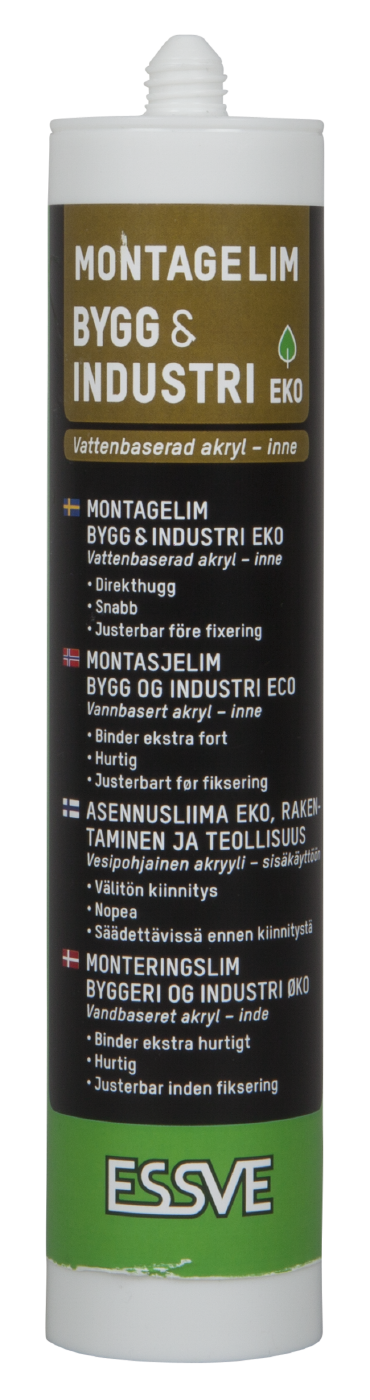 MONTAGELIM
BYGG &
INDUSTRI EKO
Vattenbaserad akryl – inne
MONTAGELIM
BYGG & INDUSTRI EKO
Vattenbaserad akryl – inne
• Direkthugg
• Snabb
• Justerbar före fixering
MONTASJELIM
BYGG OG INDUSTRI ECO
Vannbasert akryl – inne
• Binder ekstra fort
• Hurtig
• Justerbart før fiksering
ASENNUSLIIMA EKO, RAKEN-
TAMINEN JA TEOLLISUUS
Vesipohjainen akryyli – sisäkäyttöön
• Välitön kiinnitys
• Nopea
• Säädettävissä ennen kiinnitystä
MONTERINGSLIM
BYGGERI OG INDUSTRI ØKO
Vandbaseret akryl – inde
• Binder ekstra hurtigt
• Hurtig
• Justerbar inden fiksering
ESSVE